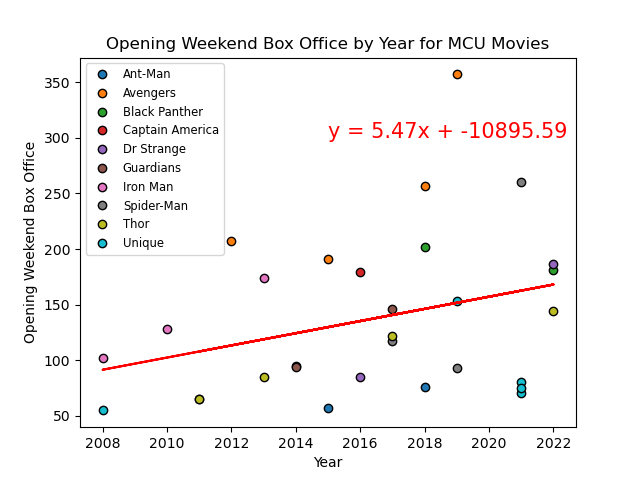 Opening Weekend Box Office by Year for MCU Movies
Opening Weekend Box Office
350
300
250
200
150
100
50
Ant-Man
Avengers
Black Panther
Captain America
Dr Strange
Guardians
Iron Man
Spider-Man
Thor
Unique
y = 5.47x + -10895.59
2008 2010 2012 2014 2016 2018 2020 2022
Year